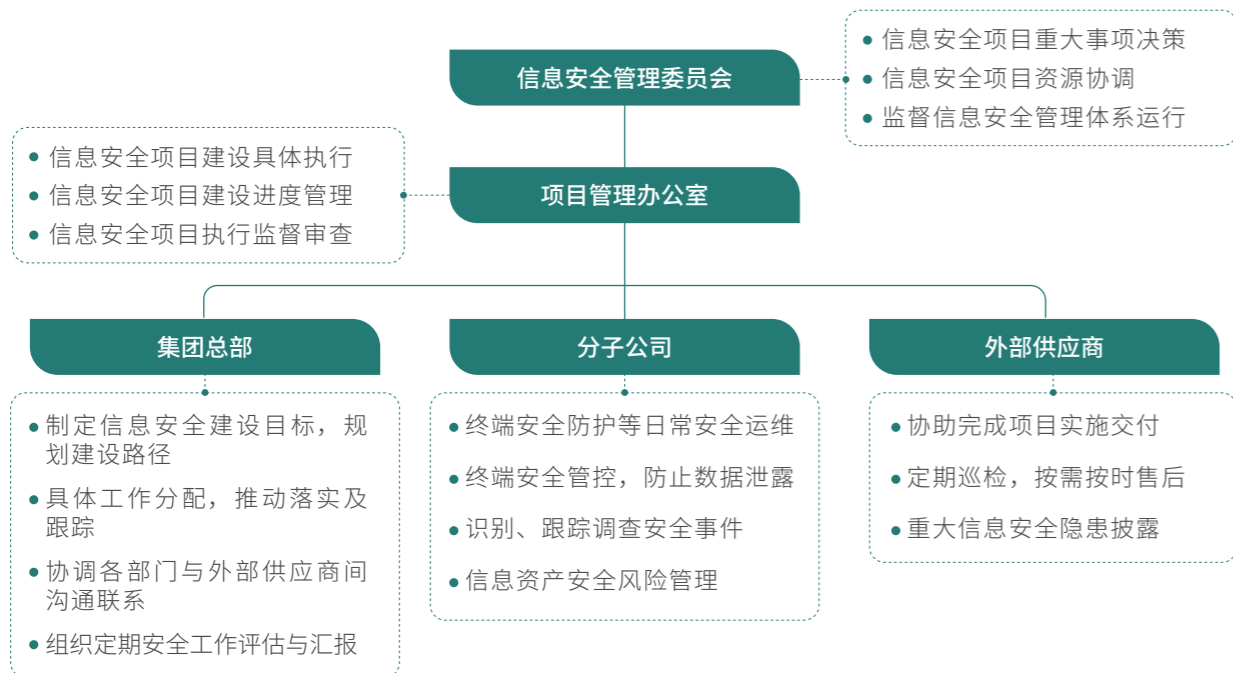 信息安全管理委员会
信息安全项目重大事项决策
信息安全项目资源协调
监督信息安全管理体系运行
信息安全项目建设具体执行
信息安全项目建设进度管理
信息安全项目执行监督审查
项目管理办公室
集团总部
制定信息安全建设目标，规
划建设路径
具体工作分配，推动落实及
跟踪
协调各部门与外部供应商间
沟通联系
组织定期安全工作评估与汇报
分子公司
终端安全防护等日常安全运维
终端安全管控，防止数据泄露
识别、跟踪调查安全事件
信息资产安全风险管理
外部供应商
协助完成项目实施交付
定期巡检，按需按时售后
重大信息安全隐患披露